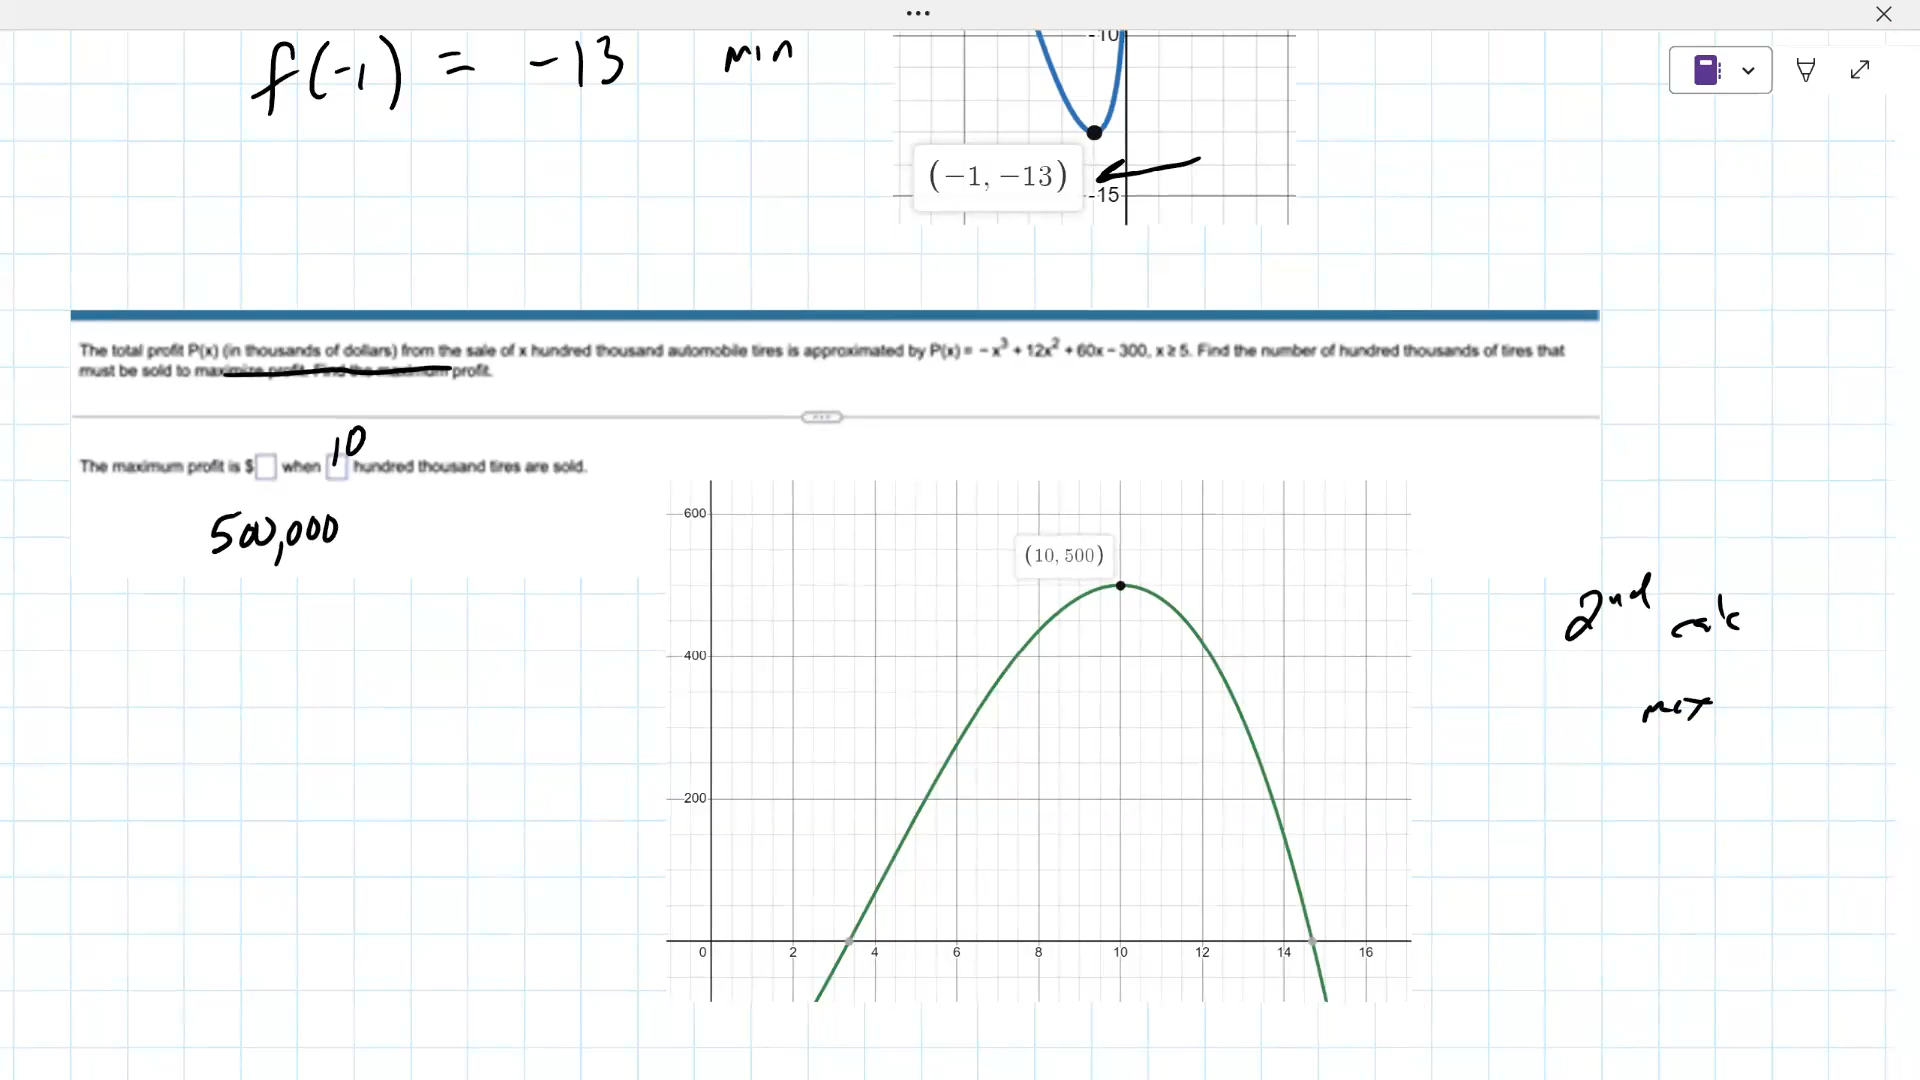 f(-1) = -13 min
-10
(−1, −13)
-15
The total profit P(x) (in thousands of dollars) from the sale of x hundred thousand automobile tires is approximated by P(x) = − x³ + 12x² + 60x − 300, x ≥ 5. Find the number of hundred thousands of tires that
must be sold to maximize profit. Find the maximum profit.
10
The maximum profit is $ when hundred thousand tires are sold.
500,000
600
(10, 500)
2nd calc
400
max
200
0 2 4 6 8 10 12 14 16